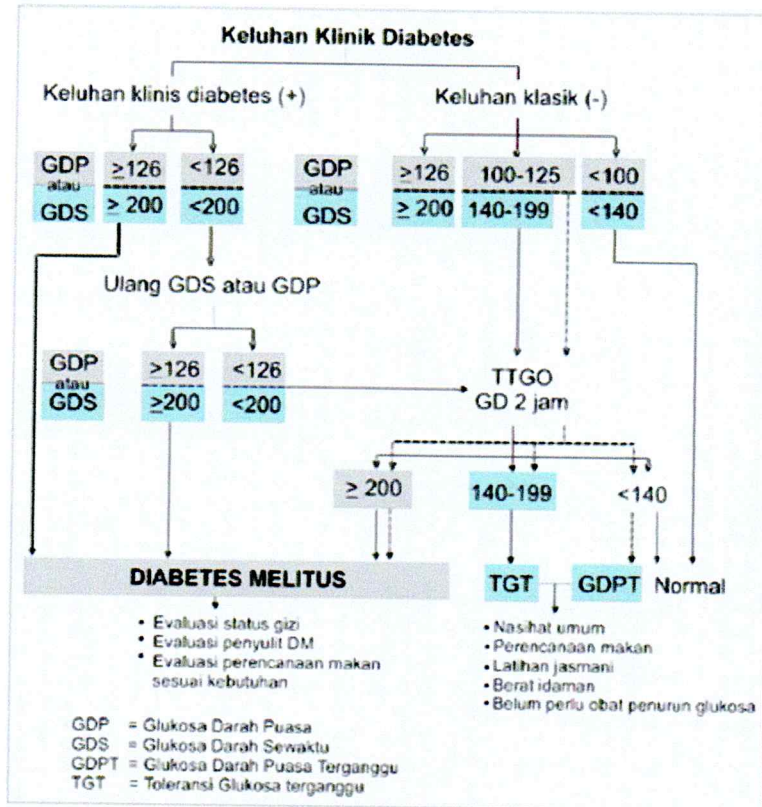 Keluhan Klinik Diabetes
Keluhan klinis diabetes (+) Keluhan klasik (-)
GDP ≥126 <126 GDP ≥126 100-125 <100
atau atau
GDS ≥ 200 <200 GDS ≥ 200 140-199 <140
Ulang GDS atau GDP
GDP ≥126 <126
atau
GDS ≥200 <200
TTGO
GD 2 jam
≥ 200 140-199 <140
DIABETES MELITUS TGT GDPT Normal
• Evaluasi status gizi
• Evaluasi penyulit DM
• Evaluasi perencanaan makan
sesuai kebutuhan
• Nasihat umum
• Perencanaan makan
• Latihan jasmani
• Berat idaman
• Belum perlu obat penurun glukosa
GDP = Glukosa Darah Puasa
GDS = Glukosa Darah Sewaktu
GDPT = Glukosa Darah Puasa Terganggu
TGT = Toleransi Glukosa terganggu